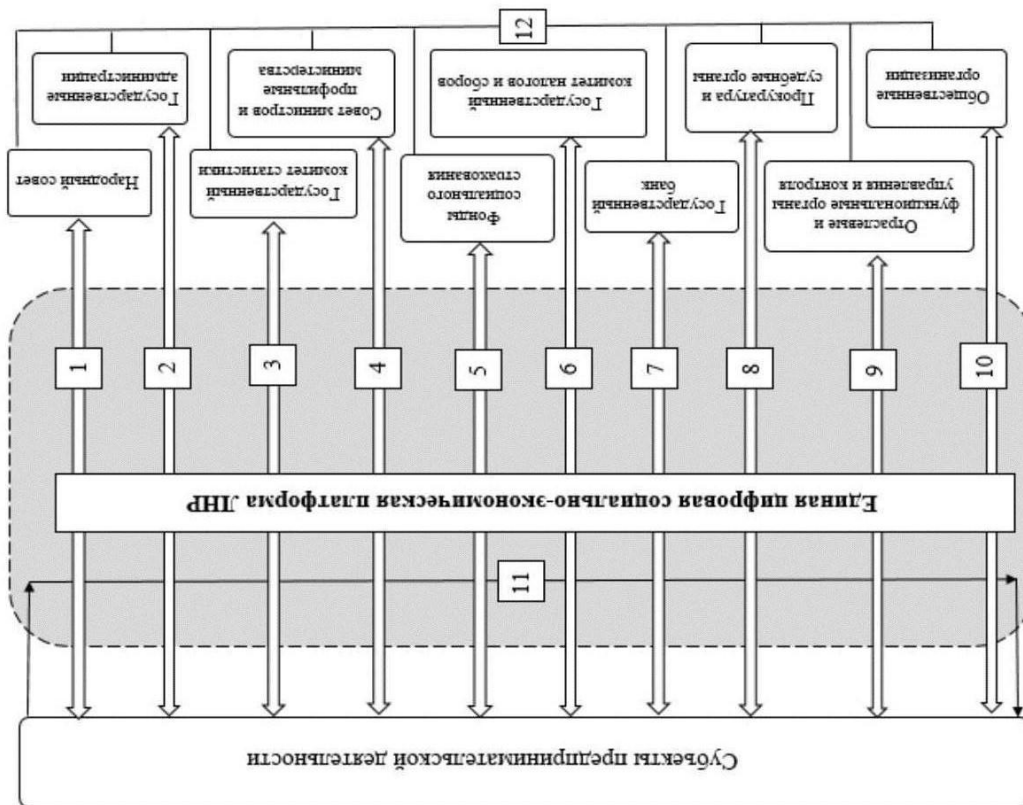 Субъекты предпринимательской деятельности
11
Единая цифровая социально-экономическая платформа ЛНР
1
2
3
4
5
6
7
8
9
10
Отраслевые и
функциональные органы
управления и контроля
Государственный
банк
Фонды
социального
страхования
Государственный
комитет статистики
Народный совет
Общественные
организации
Прокуратура и
судебные органы
Государственный
комитет налогов и сборов
Совет министров и
профильные
министерства
Государственные
администрации
12